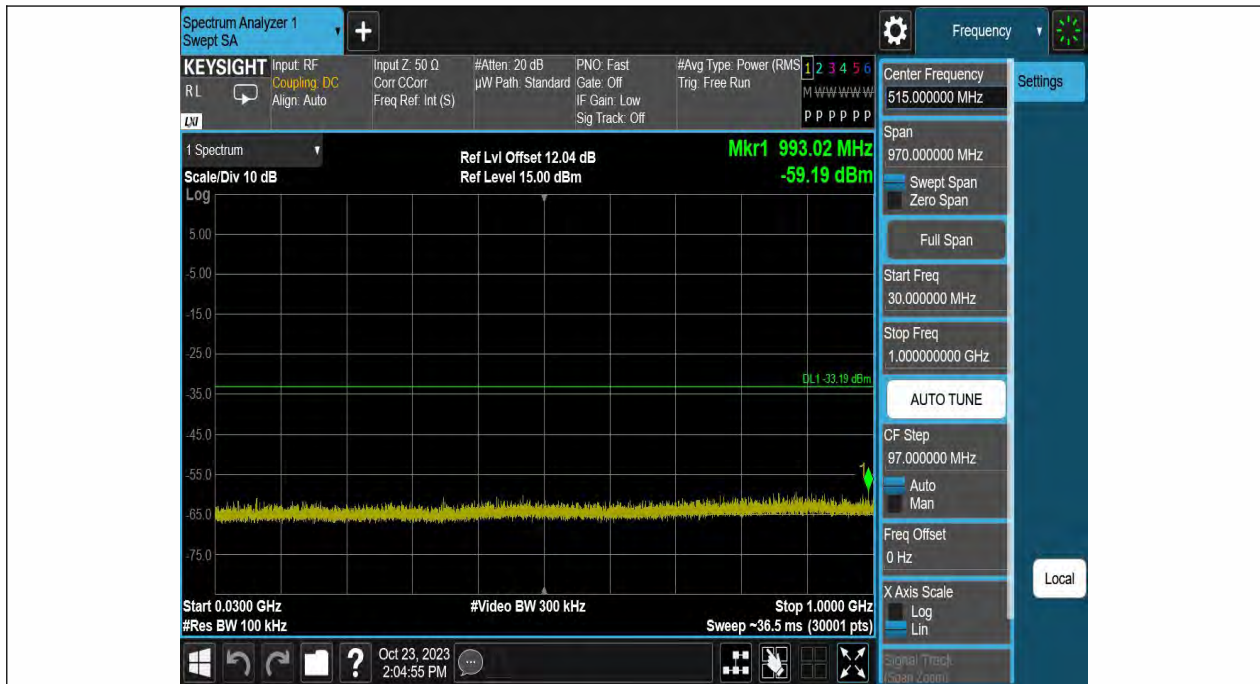 Spectrum Analyzer 1
Swept SA
+
Frequency
KEYSIGHT
RL
LXI
Input: RF
Coupling: DC
Align: Auto
Input Z: 50 Ω
Corr CCorr
Freq Ref: Int (S)
#Atten: 20 dB
µW Path: Standard
PNO: Fast
Gate: Off
IF Gain: Low
Sig Track: Off
#Avg Type: Power (RMS
Trig: Free Run
1 2 3 4 5 6
M W W W W W
P P P P P P
1 Spectrum
Scale/Div 10 dB
Ref Lvl Offset 12.04 dB
Ref Level 15.00 dBm
Mkr1 993.02 MHz
-59.19 dBm
Log
5.00
-5.00
-15.0
-25.0
DL1 -33.19 dBm
-35.0
-45.0
1
-55.0
-65.0
-75.0
Start 0.0300 GHz
#Res BW 100 kHz
#Video BW 300 kHz
Stop 1.0000 GHz
Sweep ~36.5 ms (30001 pts)
?
Oct 23, 2023
2:04:55 PM
Center Frequency
515.000000 MHz
Settings
Span
970.000000 MHz
Swept Span
Zero Span
Full Span
Start Freq
30.000000 MHz
Stop Freq
1.000000000 GHz
AUTO TUNE
CF Step
97.000000 MHz
Auto
Man
Freq Offset
0 Hz
Local
X Axis Scale
Log
Lin
Signal Track
(Span Zoom)